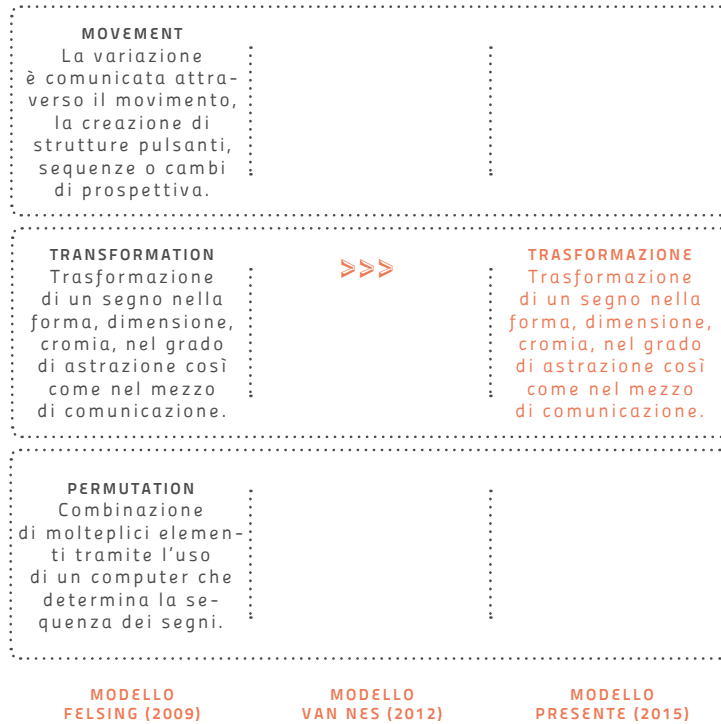 MOVEMENT
La variazione
è comunicata attra-
verso il movimento,
la creazione di
strutture pulsanti,
sequenze o cambi
di prospettiva.
TRANSFORMATION
Trasformazione
di un segno nella
forma, dimensione,
cromia, nel grado
di astrazione così
come nel mezzo
di comunicazione.
>>>
TRASFORMAZIONE
Trasformazione
di un segno nella
forma, dimensione,
cromia, nel grado
di astrazione così
come nel mezzo
di comunicazione.
PERMUTATION
Combinazione
di molteplici elemen-
ti tramite l'uso
di un computer che
determina la se-
quenza dei segni.
MODELLO
FELSING (2009)
MODELLO
VAN NES (2012)
MODELLO
PRESENTE (2015)